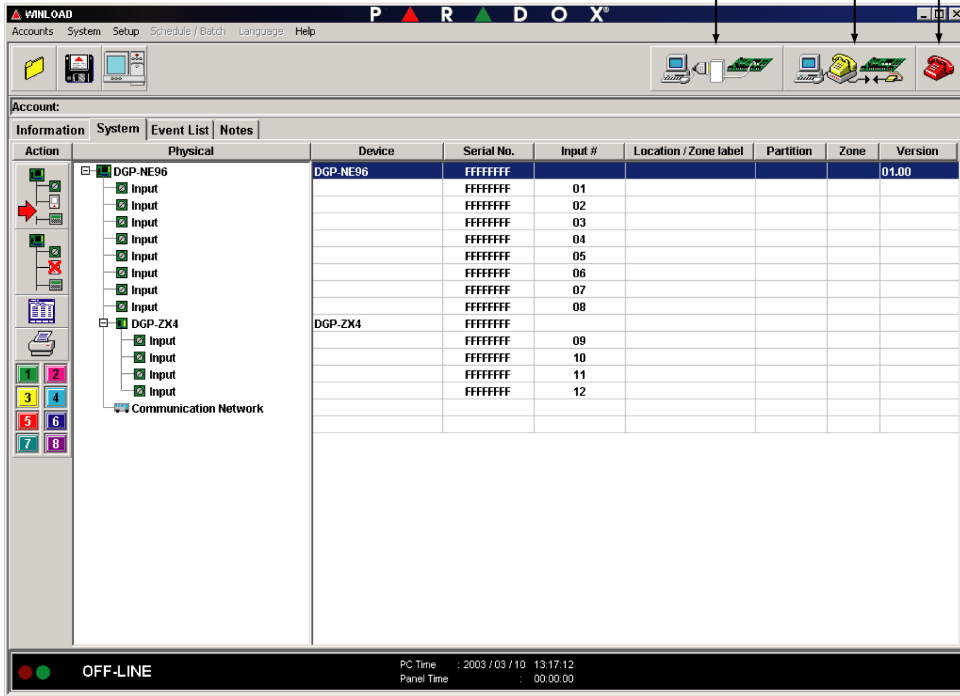 WINLOAD
P A R A D O X®
Accounts System Setup Schedule / Batch Language Help
Account:
Information System Event List Notes
Action Physical Device Serial No. Input # Location / Zone label Partition Zone Version
DGP-NE96 DGP-NE96 FFFFFFFF 01.00
Input FFFFFFFF 01
Input FFFFFFFF 02
Input FFFFFFFF 03
Input FFFFFFFF 04
Input FFFFFFFF 05
Input FFFFFFFF 06
Input FFFFFFFF 07
Input FFFFFFFF 08
DGP-ZX4 DGP-ZX4 FFFFFFFF
Input FFFFFFFF 09
Input FFFFFFFF 10
Input FFFFFFFF 11
Input FFFFFFFF 12
Communication Network
1 2
3 4
5 6
7 8
OFF-LINE
PC Time : 2003 / 03 / 10 13:17:12
Panel Time : 00:00:00